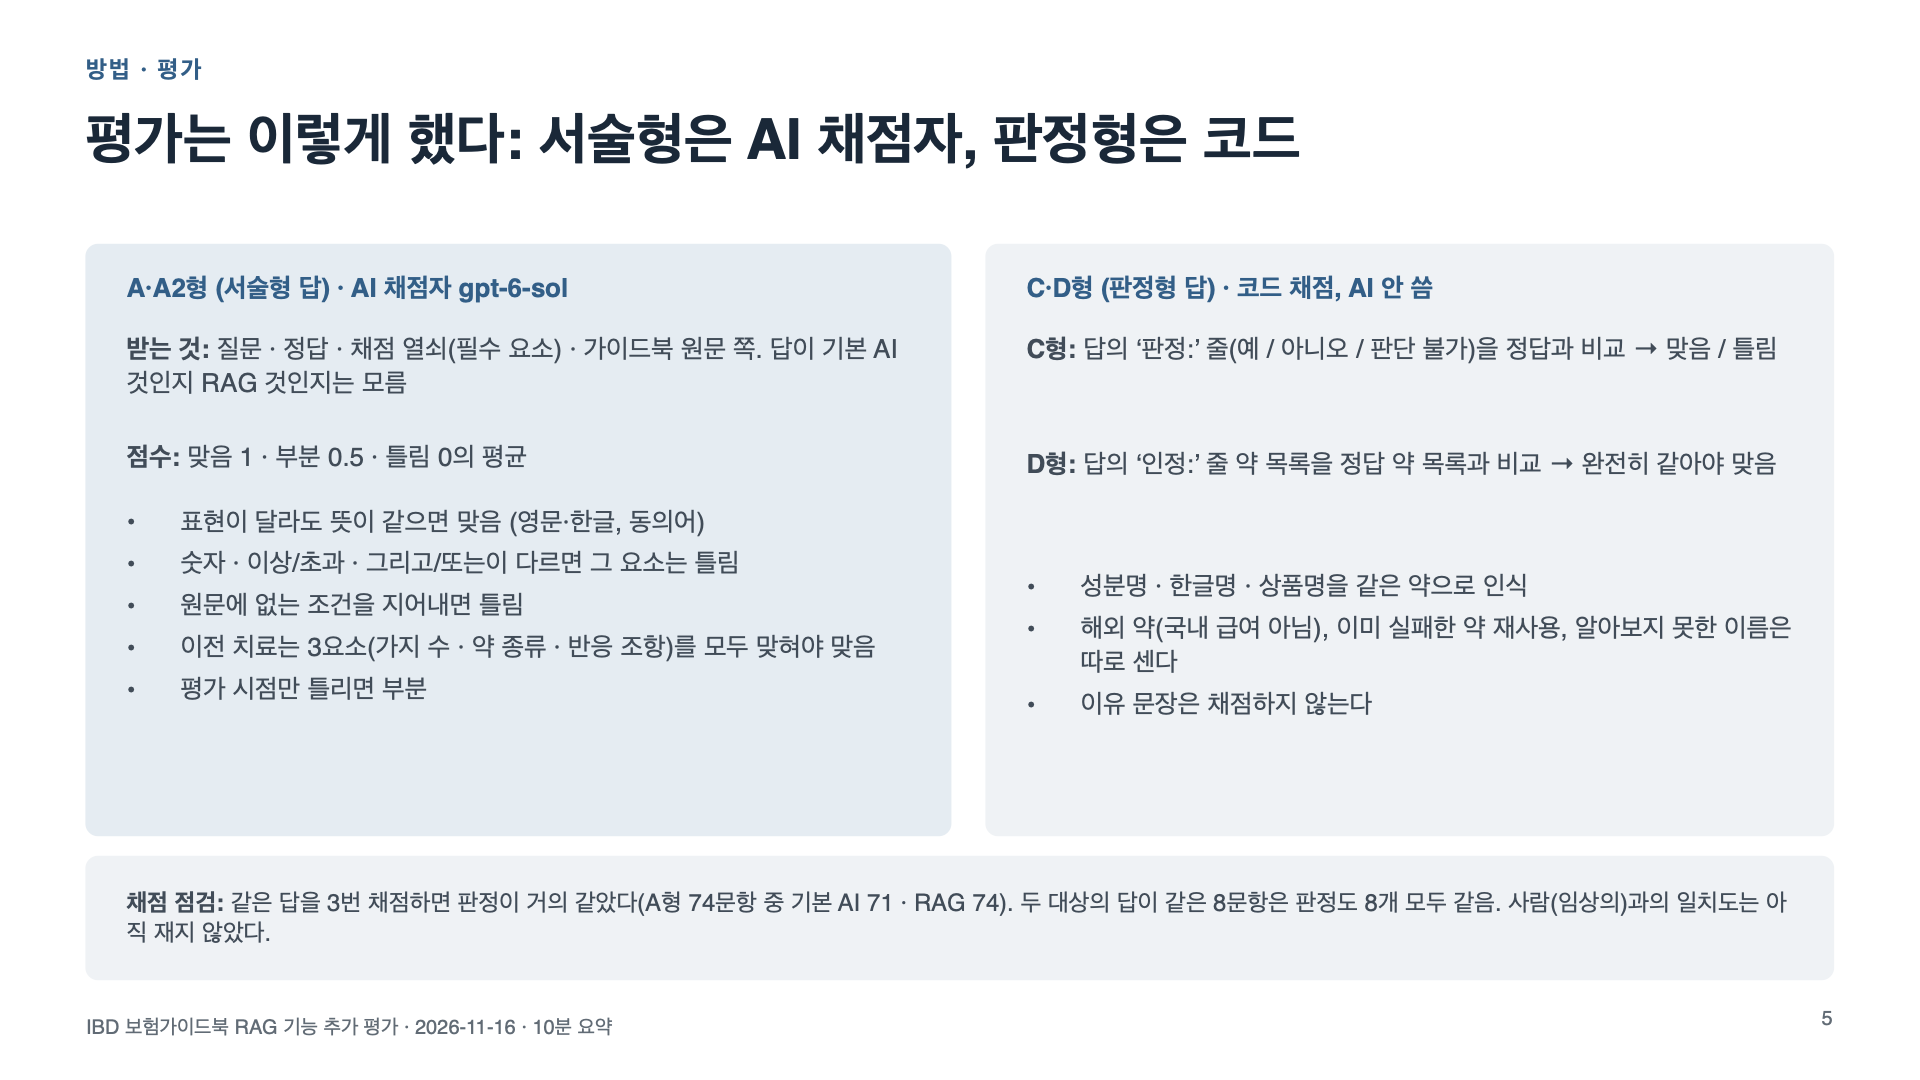 방법 · 평가
평가는 이렇게 했다: 서술형은 AI 채점자, 판정형은 코드
A·A2형 (서술형 답) · AI 채점자 gpt-6-sol
받는 것: 질문 · 정답 · 채점 열쇠(필수 요소) · 가이드북 원문 쪽. 답이 기본 AI
것인지 RAG 것인지는 모름
점수: 맞음 1 · 부분 0.5 · 틀림 0의 평균
• 표현이 달라도 뜻이 같으면 맞음 (영문·한글, 동의어)
• 숫자 · 이상/초과 · 그리고/또는이 다르면 그 요소는 틀림
• 원문에 없는 조건을 지어내면 틀림
• 이전 치료는 3요소(가지 수 · 약 종류 · 반응 조항)를 모두 맞혀야 맞음
• 평가 시점만 틀리면 부분
C·D형 (판정형 답) · 코드 채점, AI 안 씀
C형: 답의 ‘판정:’ 줄(예 / 아니오 / 판단 불가)을 정답과 비교 → 맞음 / 틀림
D형: 답의 ‘인정:’ 줄 약 목록을 정답 약 목록과 비교 → 완전히 같아야 맞음
• 성분명 · 한글명 · 상품명을 같은 약으로 인식
• 해외 약(국내 급여 아님), 이미 실패한 약 재사용, 알아보지 못한 이름은
따로 센다
• 이유 문장은 채점하지 않는다
채점 점검: 같은 답을 3번 채점하면 판정이 거의 같았다(A형 74문항 중 기본 AI 71 · RAG 74). 두 대상의 답이 같은 8문항은 판정도 8개 모두 같음. 사람(임상의)과의 일치도는 아
직 재지 않았다.
IBD 보험가이드북 RAG 기능 추가 평가 · 2026-11-16 · 10분 요약
5